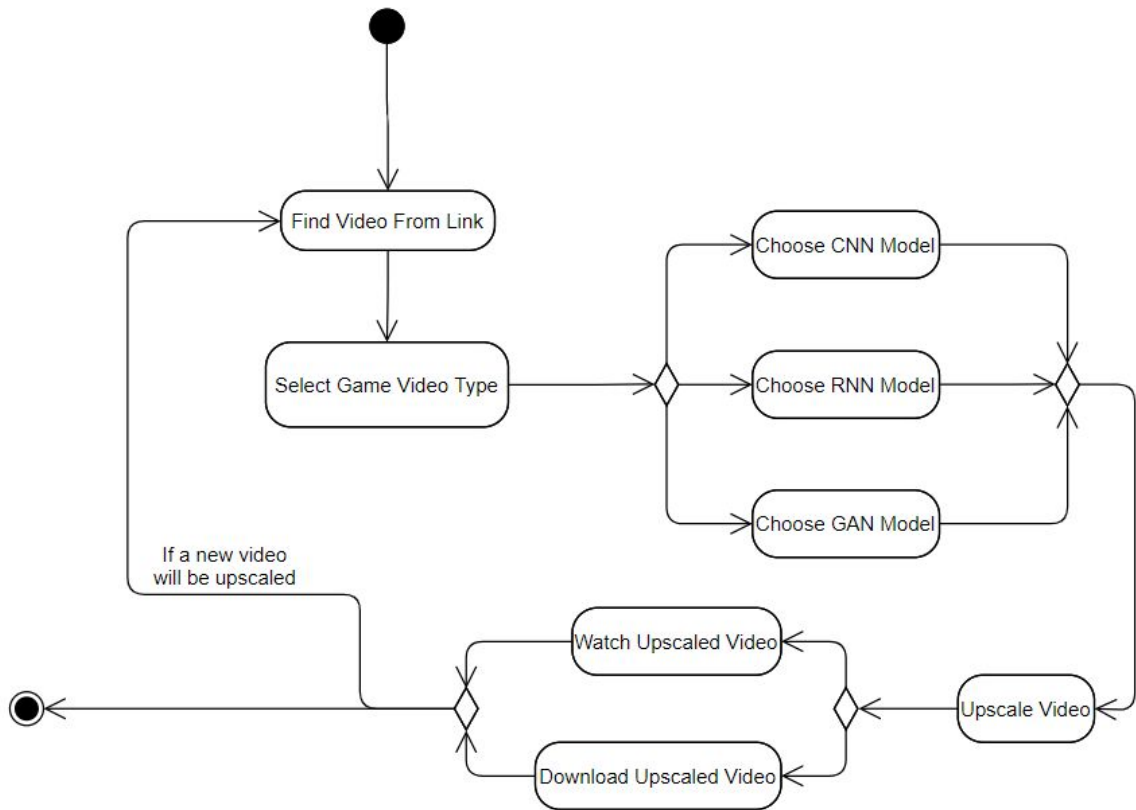 Find Video From Link
Select Game Video Type
Choose CNN Model
Choose RNN Model
Choose GAN Model
If a new video
will be upscaled
Watch Upscaled Video
Upscale Video
Download Upscaled Video